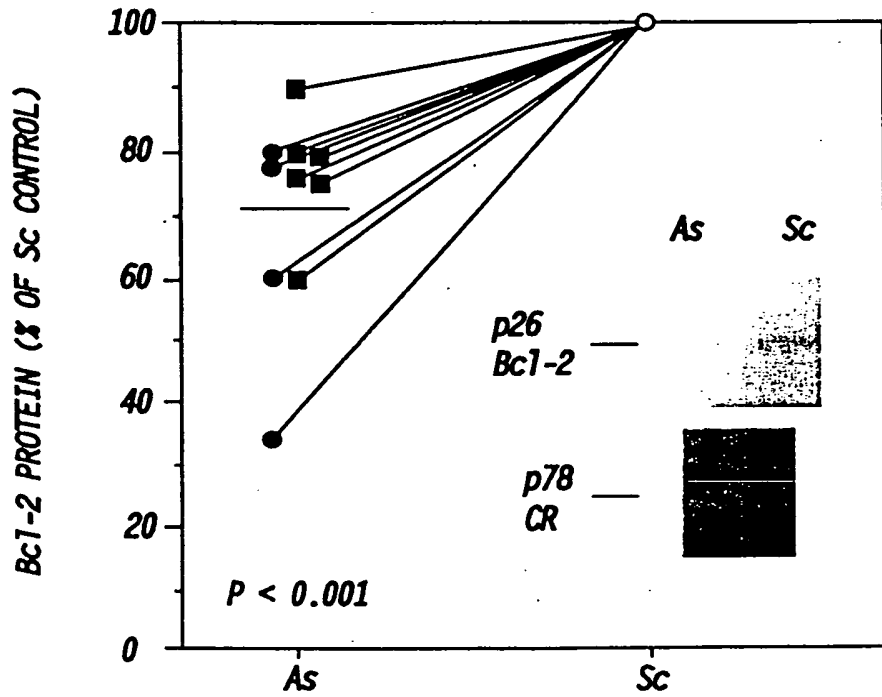 Bcl-2 PROTEIN (% OF Sc CONTROL)
100
80
60
40
20
0
As Sc
p26
Bcl-2
p78
CR
P < 0.001
As Sc